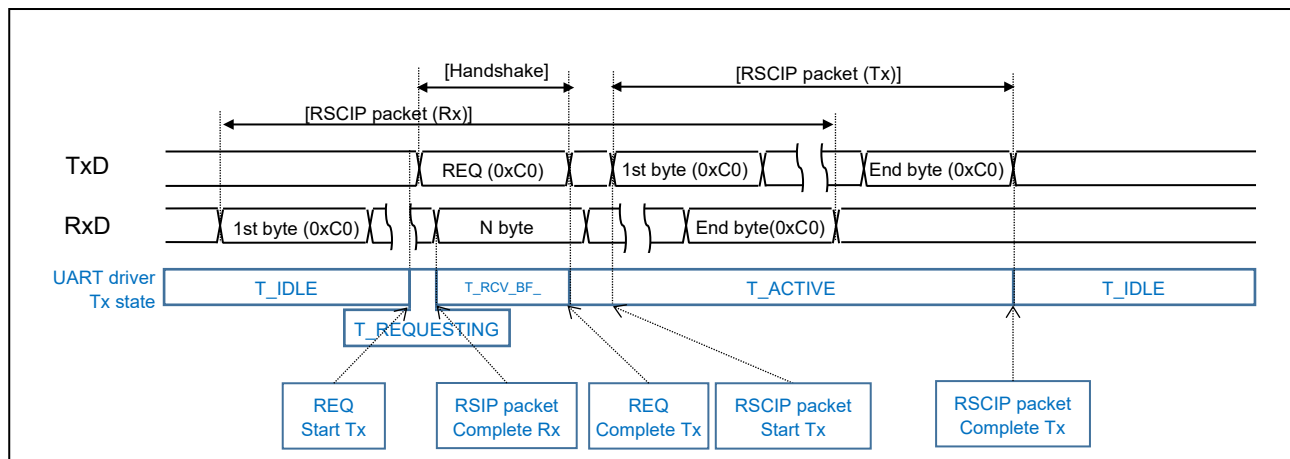 [Handshake]
[RSCIP packet (Tx)]
[RSCIP packet (Rx)]
TxD
REQ (0xC0)
1st byte (0xC0)
End byte (0xC0)
RxD
1st byte (0xC0)
N byte
End byte(0xC0)
UART driver
Tx state
T_IDLE
T_RCV_BF_
T_ACTIVE
T_IDLE
T_REQUESTING
REQ
Start Tx
RSIP packet
Complete Rx
REQ
Complete Tx
RSCIP packet
Start Tx
RSCIP packet
Complete Tx